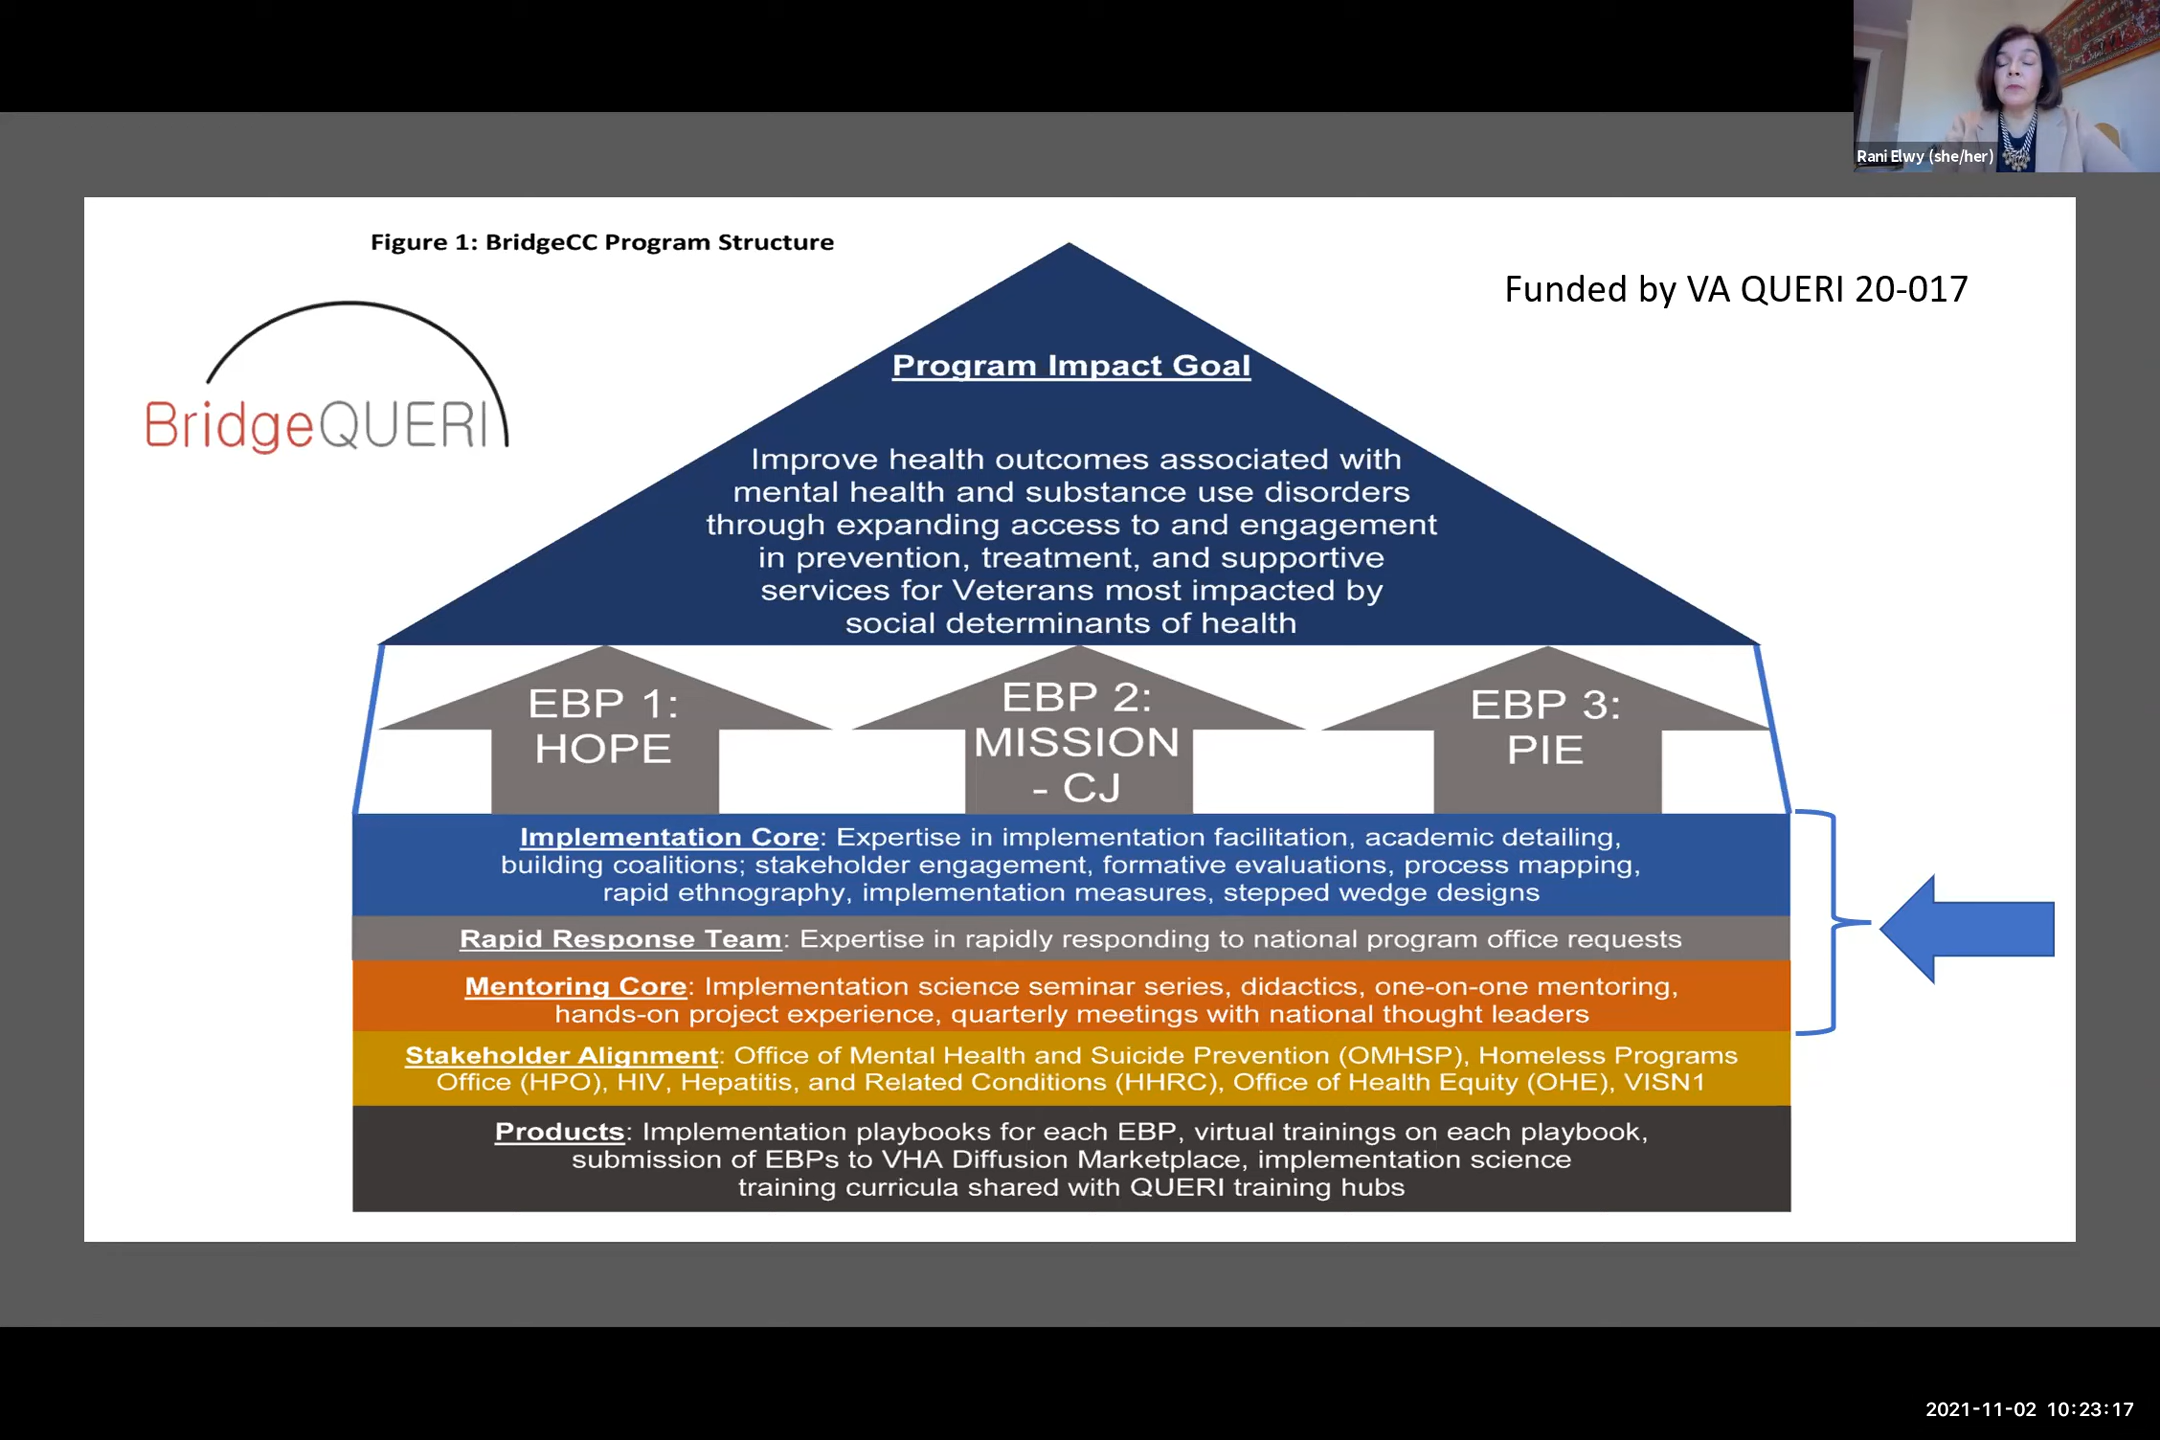 Rani Elwy (she/her)
Figure 1: BridgeCC Program Structure
Funded by VA QUERI 20-017
BridgeQUERI
Program Impact Goal
Improve health outcomes associated with
mental health and substance use disorders
through expanding access to and engagement
in prevention, treatment, and supportive
services for Veterans most impacted by
social determinants of health
EBP 1:
HOPE
EBP 2:
MISSION
- CJ
EBP 3:
PIE
Implementation Core: Expertise in implementation facilitation, academic detailing,
building coalitions; stakeholder engagement, formative evaluations, process mapping,
rapid ethnography, implementation measures, stepped wedge designs
Rapid Response Team: Expertise in rapidly responding to national program office requests
Mentoring Core: Implementation science seminar series, didactics, one-on-one mentoring,
hands-on project experience, quarterly meetings with national thought leaders
Stakeholder Alignment: Office of Mental Health and Suicide Prevention (OMHSP), Homeless Programs
Office (HPO), HIV, Hepatitis, and Related Conditions (HHRC), Office of Health Equity (OHE), VISN1
Products: Implementation playbooks for each EBP, virtual trainings on each playbook,
submission of EBPs to VHA Diffusion Marketplace, implementation science
training curricula shared with QUERI training hubs
2021-11-02 10:23:17